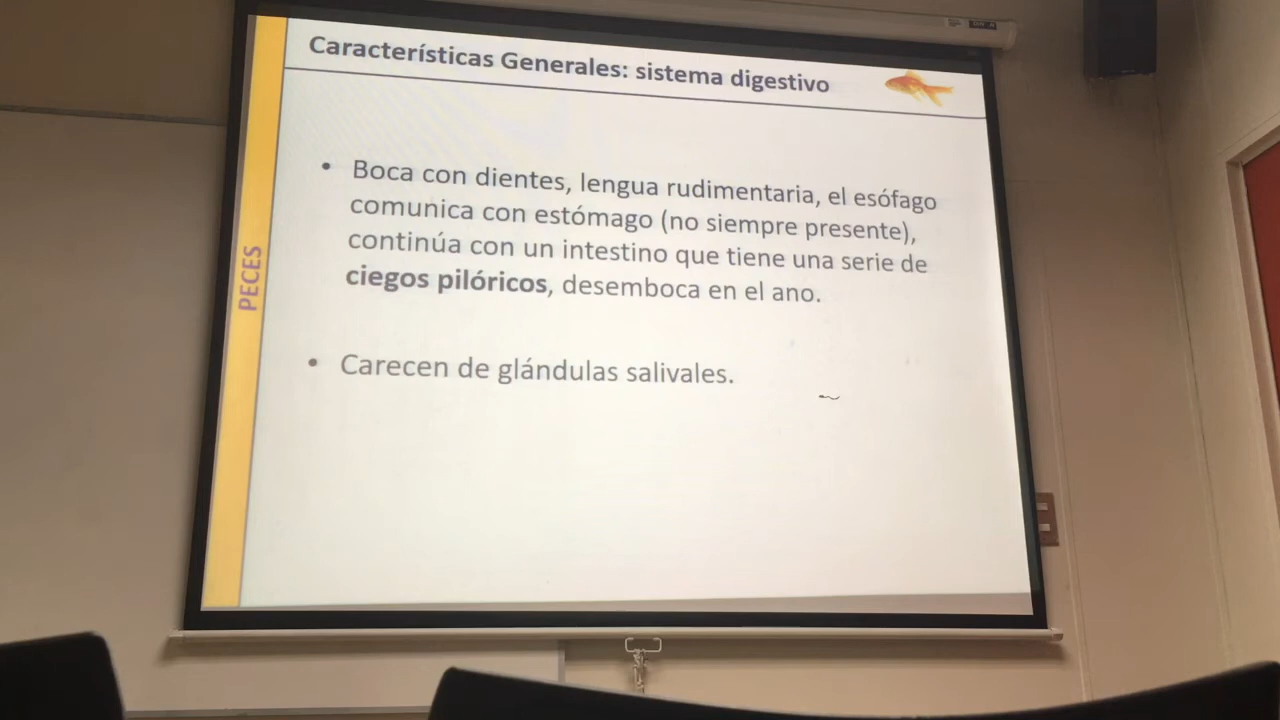 Características Generales: sistema digestivo
PECES
• Boca con dientes, lengua rudimentaria, el esófago
comunica con estómago (no siempre presente),
continúa con un intestino que tiene una serie de
ciegos pilóricos, desemboca en el ano.
• Carecen de glándulas salivales.